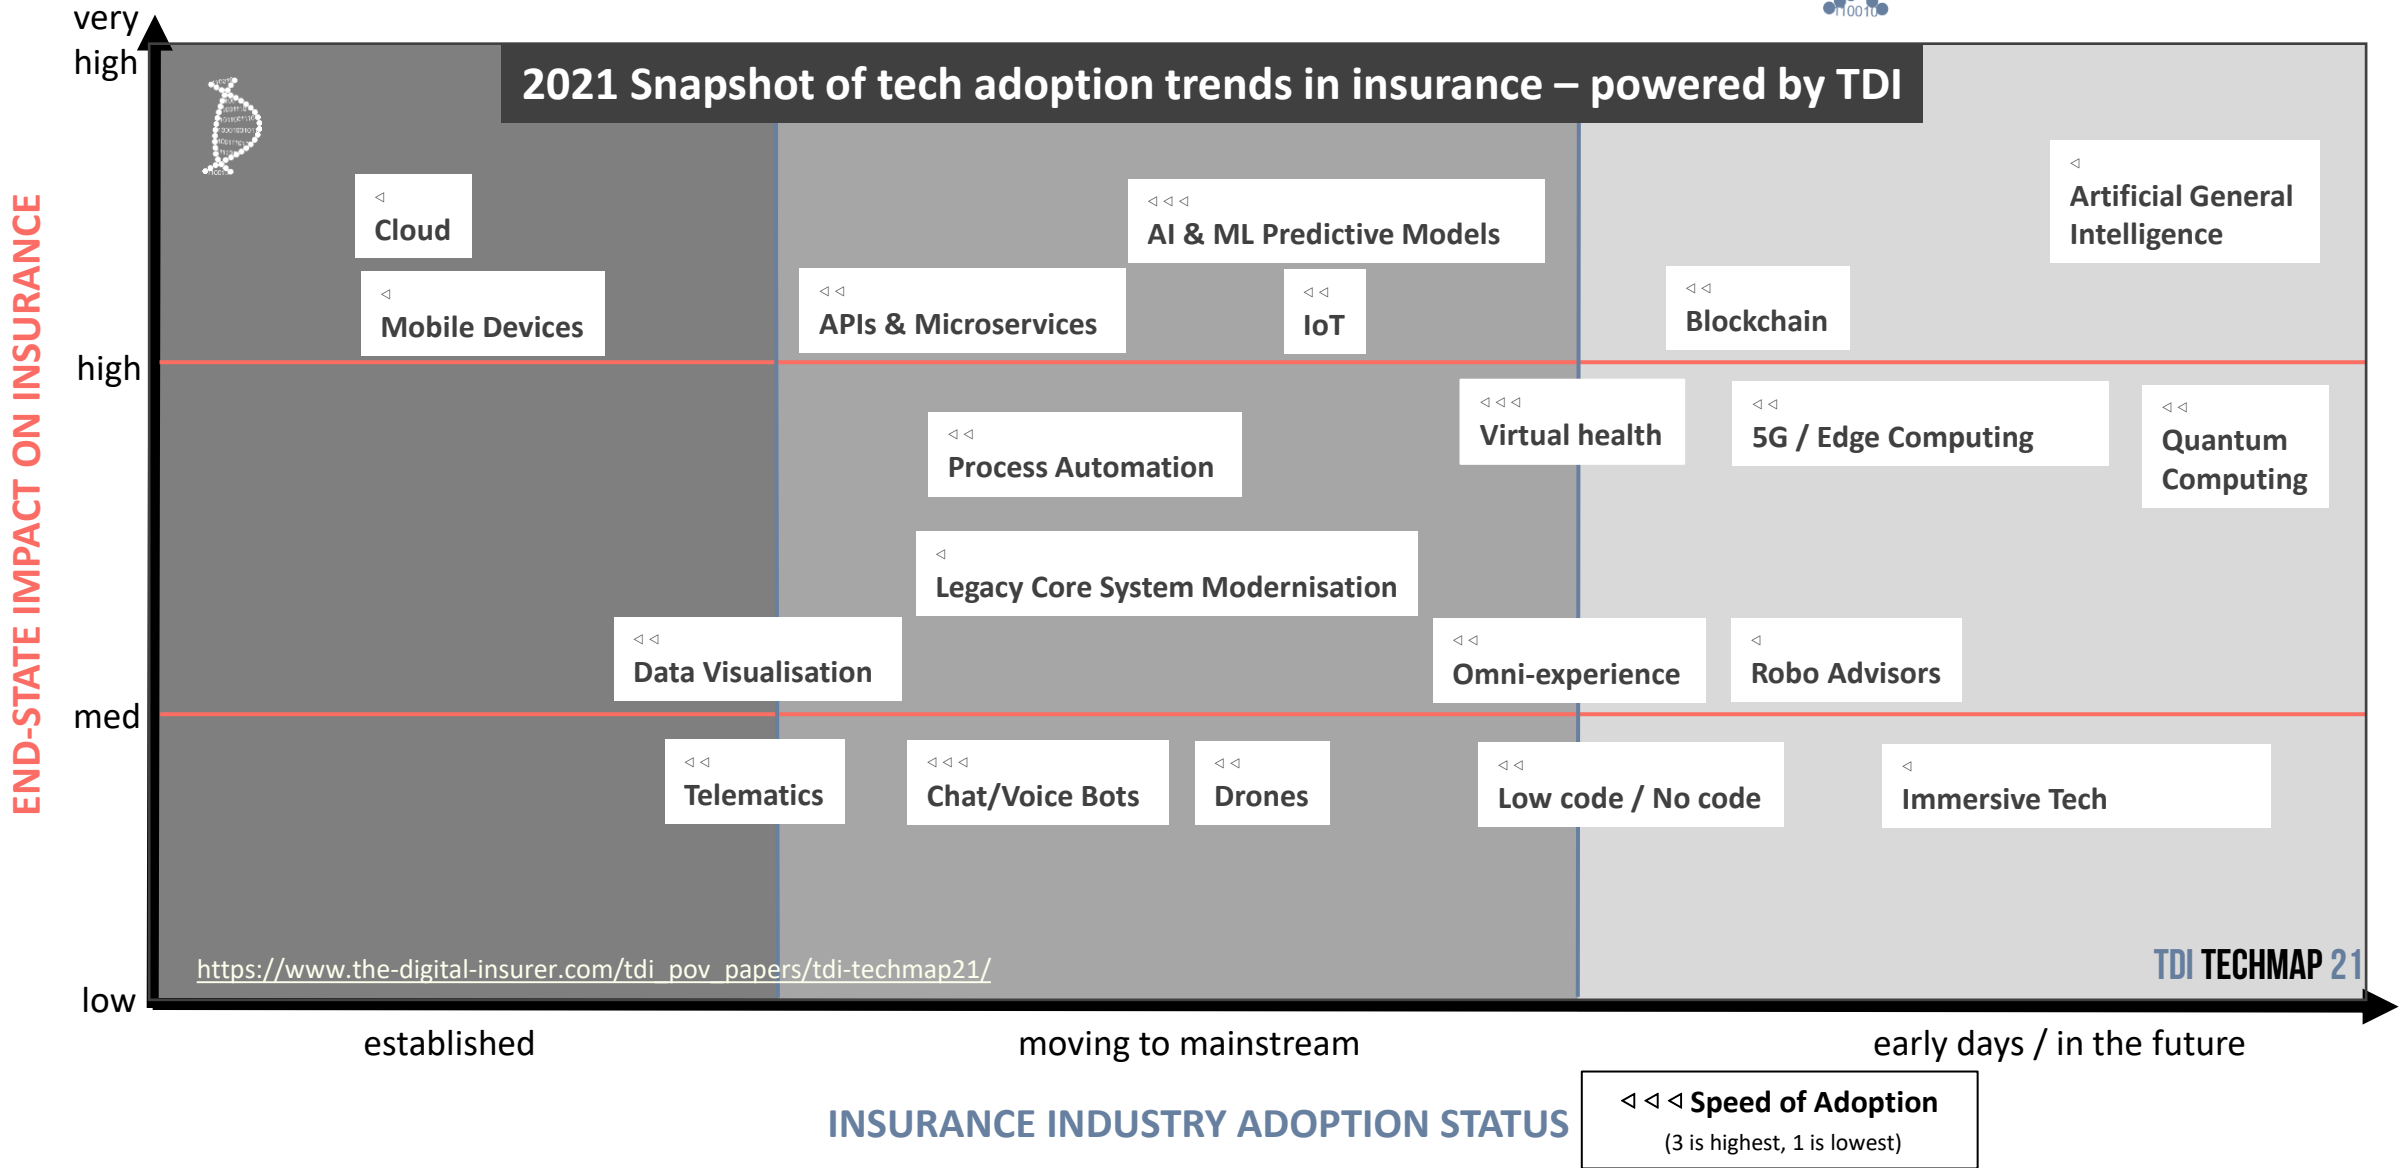 very
high
110010
2021 Snapshot of tech adoption trends in insurance – powered by TDI
END-STATE IMPACT ON INSURANCE
◁
Cloud
◁
Mobile Devices
◁ ◁
APIs & Microservices
◁ ◁ ◁
AI & ML Predictive Models
◁ ◁
IoT
◁ ◁
Blockchain
◁
Artificial General
Intelligence
high
◁ ◁
Process Automation
◁ ◁ ◁
Virtual health
◁ ◁
5G / Edge Computing
◁ ◁
Quantum
Computing
◁
Legacy Core System Modernisation
◁ ◁
Data Visualisation
◁ ◁
Omni-experience
◁
Robo Advisors
med
◁ ◁
Telematics
◁ ◁ ◁
Chat/Voice Bots
◁ ◁
Drones
◁ ◁
Low code / No code
◁
Immersive Tech
https://www.the-digital-insurer.com/tdi_pov_papers/tdi-techmap21/
TDI TECHMAP 21
low
established
moving to mainstream
early days / in the future
INSURANCE INDUSTRY ADOPTION STATUS
◁ ◁ ◁ Speed of Adoption
(3 is highest, 1 is lowest)